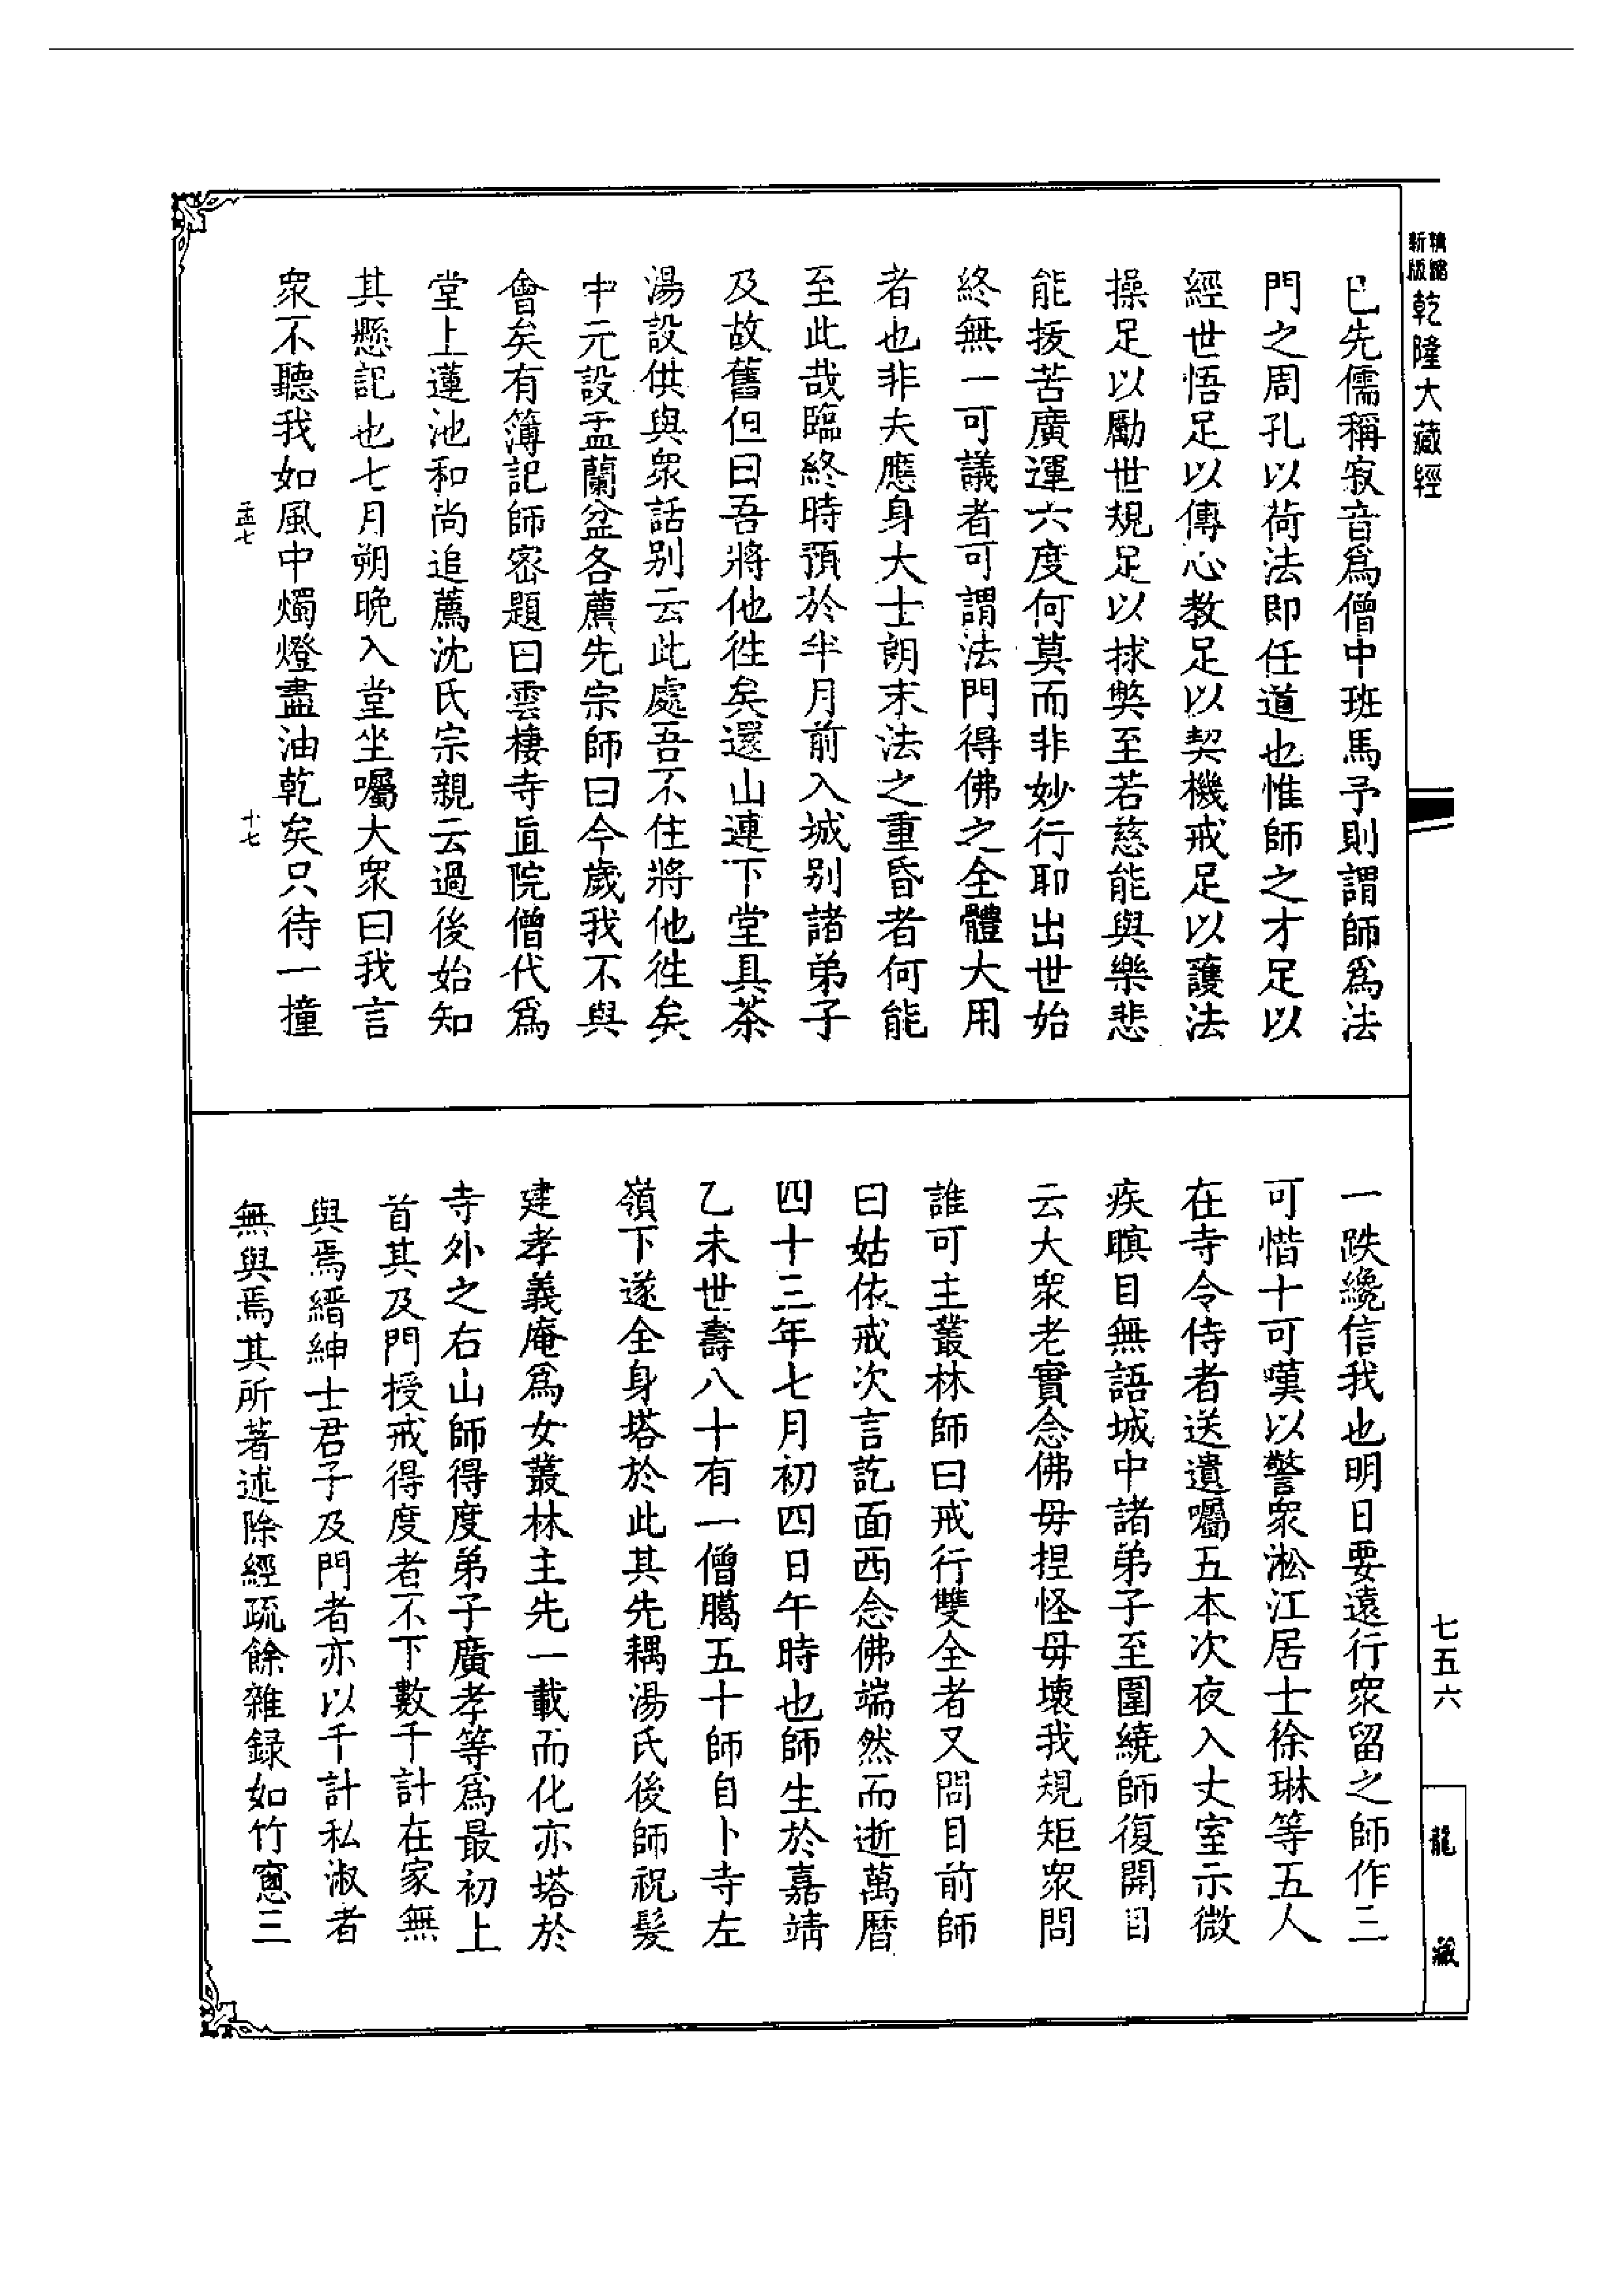 新版精縮
乾隆大藏經
巳先儒稱寂音爲僧中班馬予則謂師爲法
門之周孔以荷法即任道也惟師之才足以
經世悟足以傳心教足以契機戒足以護法
操足以勵世規足以捄弊至若慈能與樂悲
能拔苦廣運六度何莫而非妙行耶出世始
終無一可議者可謂法門得佛之全體大用
者也非夫應身大士朗末法之重昏者何能
至此哉臨終時預於半月前入城别諸弟子
及故舊但曰吾將他徃矣還山連下堂具茶
湯設供與衆話别云此處吾不住將他徃矣
中元設盂蘭盆各薦先宗師曰今歲我不與
會矣有簿記師密題曰雲棲寺直院僧代爲
堂上蓮池和尚追薦沈氏宗親云過後始知
其懸記也七月朔晚入堂坐囑大衆曰我言
衆不聽我如風中燭燈盡油乾矣只待一撞
孟七
十七
一跌纔信我也明日要遠行衆留之師作三
可惜十可嘆以警衆淞江居士徐琳等五人
在寺令侍者送遺囑五本次夜入丈室示微
疾瞑目無語城中諸弟子至圍繞師復開目
云大衆老實念佛毋捏怪毋壞我規矩衆問
誰可主叢林師曰戒行雙全者又問目前師
曰姑依戒次言訖面西念佛端然而逝萬曆
四十三年七月初四日午時也師生於嘉靖
乙未世壽八十有一僧臈五十師自卜寺左
嶺下遂全身塔於此其先耦湯氏後師祝髮
建孝義庵爲女叢林主先一載而化亦塔於
寺外之右山師得度弟子廣孝等爲最初上
首其及門授戒得度者不下數千計在家無
與焉縉紳士君子及門者亦以千計私淑者
無與焉其所著述除經疏餘雜録如竹窻三
七五六
龍藏